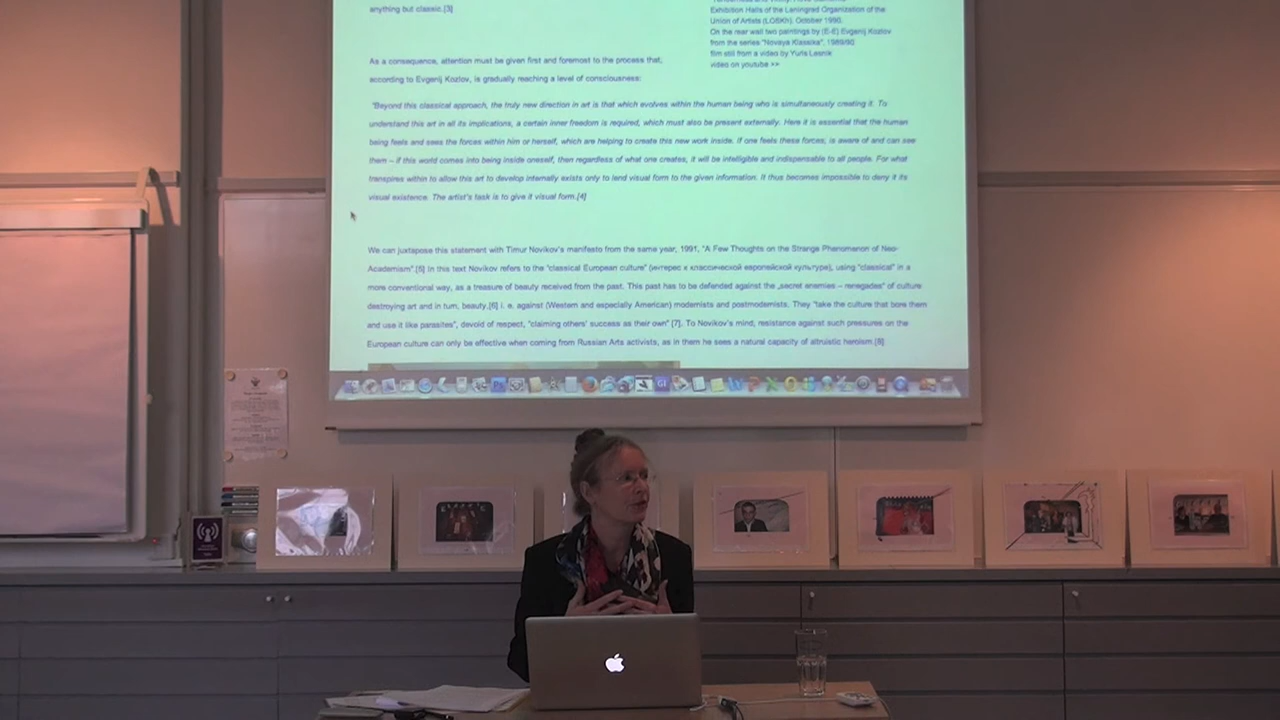 anything but classic.[3]
Exhibition Halls of the Leningrad Organization of the
Union of Artists (LOSKh), October 1990.
On the rear wall two paintings by (E-E) Evgenij Kozlov
from the series "Novaya Klassika", 1989/90
film still from a video by Yuris Lesnik
video on youtube >>
As a consequence, attention must be given first and foremost to the process that,
according to Evgenij Kozlov, is gradually reaching a level of consciousness:
"Beyond this classical approach, the truly new direction in art is that which evolves within the human being who is simultaneously creating it. To
understand this art in all its implications, a certain inner freedom is required, which must also be present externally. Here it is essential that the human
being feels and sees the forces within him or herself, which are helping to create this new work inside. If one feels these forces, is aware of and can see
them – if this world comes into being inside oneself, then regardless of what one creates, it will be intelligible and indispensable to all people. For what
transpires within to allow this art to develop internally exists only to lend visual form to the given information. It thus becomes impossible to deny it its
visual existence. The artist's task is to give it visual form.[4]
We can juxtapose this statement with Timur Novikov's manifesto from the same year, 1991, "A Few Thoughts on the Strange Phenomenon of Neo-
Academism".[5] In this text Novikov refers to the "classical European culture" (интерес к классической европейской культуре), using "classical" in a
more conventional way, as a treasure of beauty received from the past. This past has to be defended against the „secret enemies – renegades" of culture
destroying art and in turn, beauty,[6] i. e. against (Western and especially American) modernists and postmodernists. They "take the culture that bore them
and use it like parasites", devoid of respect, "claiming others' success as their own" [7]. To Novikov's mind, resistance against such pressures on the
European culture can only be effective when coming from Russian Arts activists, as in them he sees a natural capacity of altruistic heroism.[8]